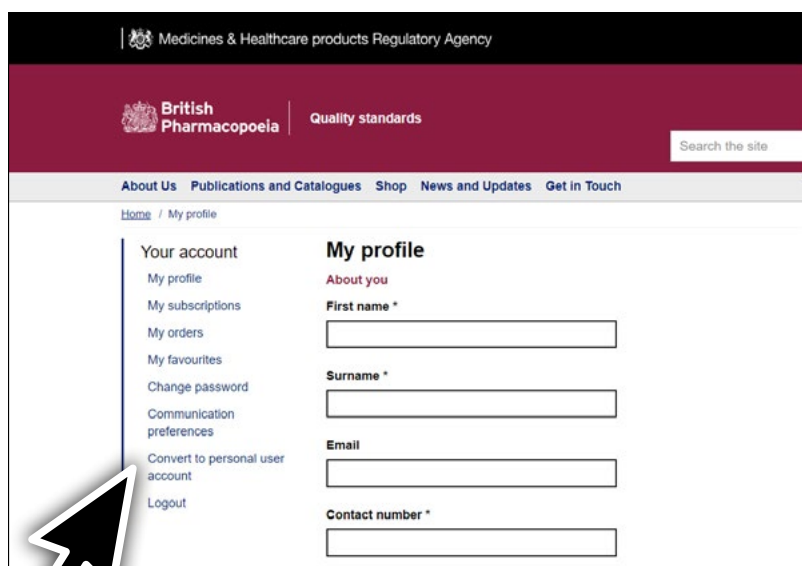 Medicines & Healthcare products Regulatory Agency
British
Pharmacopoeia
Quality standards
Search the site
About Us Publications and Catalogues Shop News and Updates Get in Touch
Home / My profile
Your account
My profile
My subscriptions
My orders
My favourites
Change password
Communication
preferences
Convert to personal user
account
Logout
My profile
About you
First name *
Surname *
Email
Contact number *